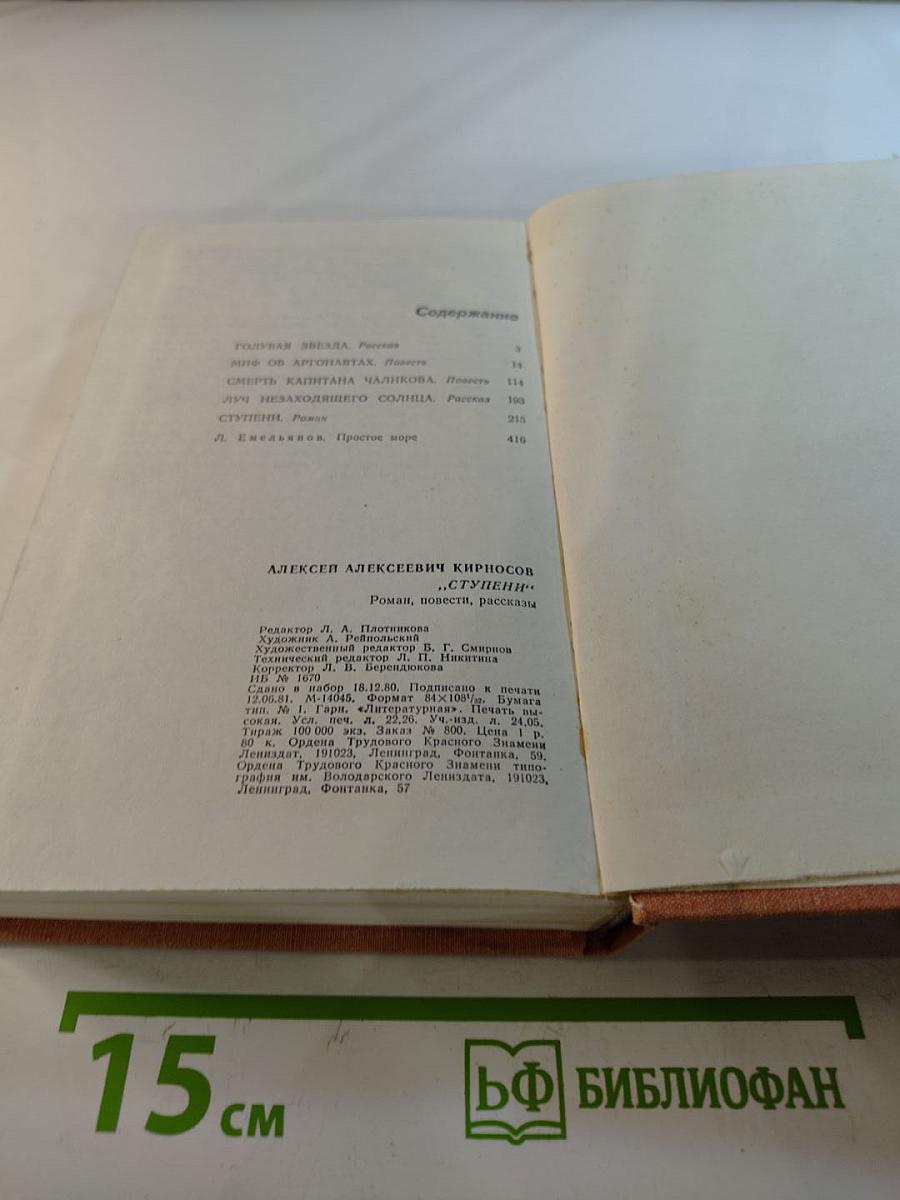 Содержание
ГОЛУБАЯ ЗВЕЗДА. Рассказ 3
МИФ ОБ АРГОНАВТАХ. Повесть 14
СМЕРТЬ КАПИТАНА ЧАЛИКОВА. Повесть 114
ЛУЧ НЕЗАХОДЯЩЕГО СОЛНЦА. Рассказ 193
СТУПЕНИ. Роман 215
Л. Емельянов. Простое море 416
АЛЕКСЕЙ АЛЕКСЕЕВИЧ КИРНОСОВ
„СТУПЕНИ“
Роман, повести, рассказы
Редактор Л. А. Плотникова
Художник А. Рейпольский
Художественный редактор Б. Г. Смирнов
Технический редактор Л. П. Никитина
Корректор Л. В. Берендюкова
ИБ № 1670
Сдано в набор 18.12.80. Подписано к печати
12.06.81. М-14045. Формат 84×108¹/₃₂. Бумага
тип. № 1. Гарн. «Литературная». Печать вы-
сокая. Усл. печ. л. 22,26. Уч.-изд. л. 24,05.
Тираж 100 000 экз. Заказ № 800. Цена 1 р.
80 к. Ордена Трудового Красного Знамени
Лениздат, 191023, Ленинград, Фонтанка, 59.
Ордена Трудового Красного Знамени типо-
графия им. Володарского Лениздата, 191023,
Ленинград, Фонтанка, 57
15 см
БФ БИБЛИОФАН